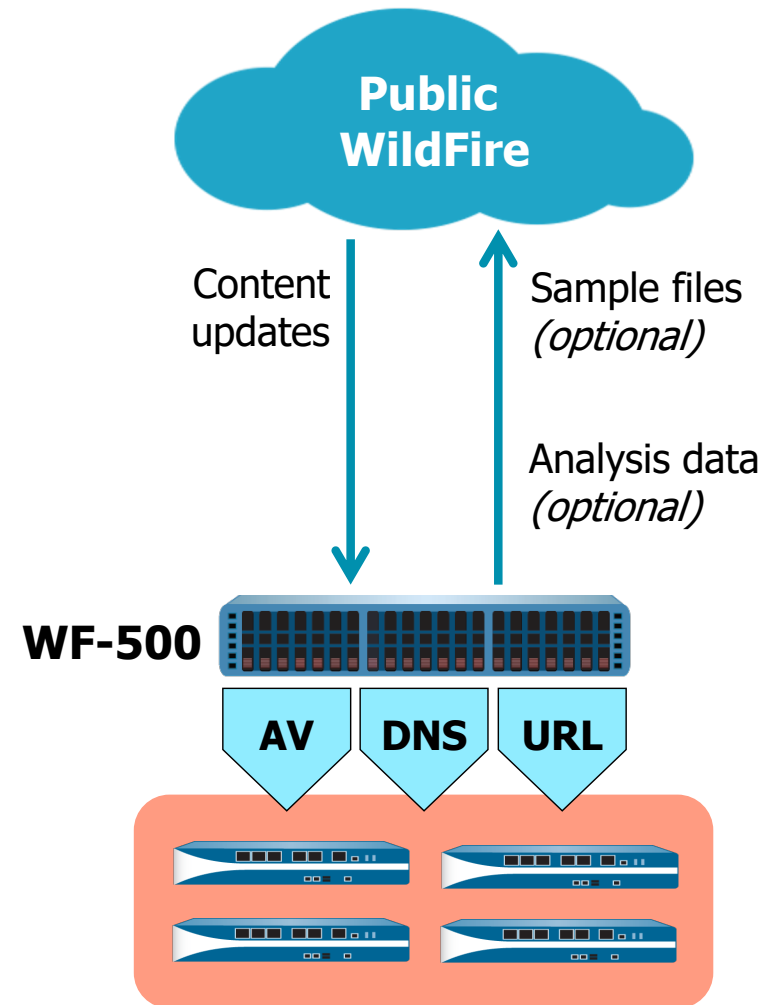 Public
WildFire
Content
updates
Sample files
(optional)
Analysis data
(optional)
WF-500
AV
DNS
URL